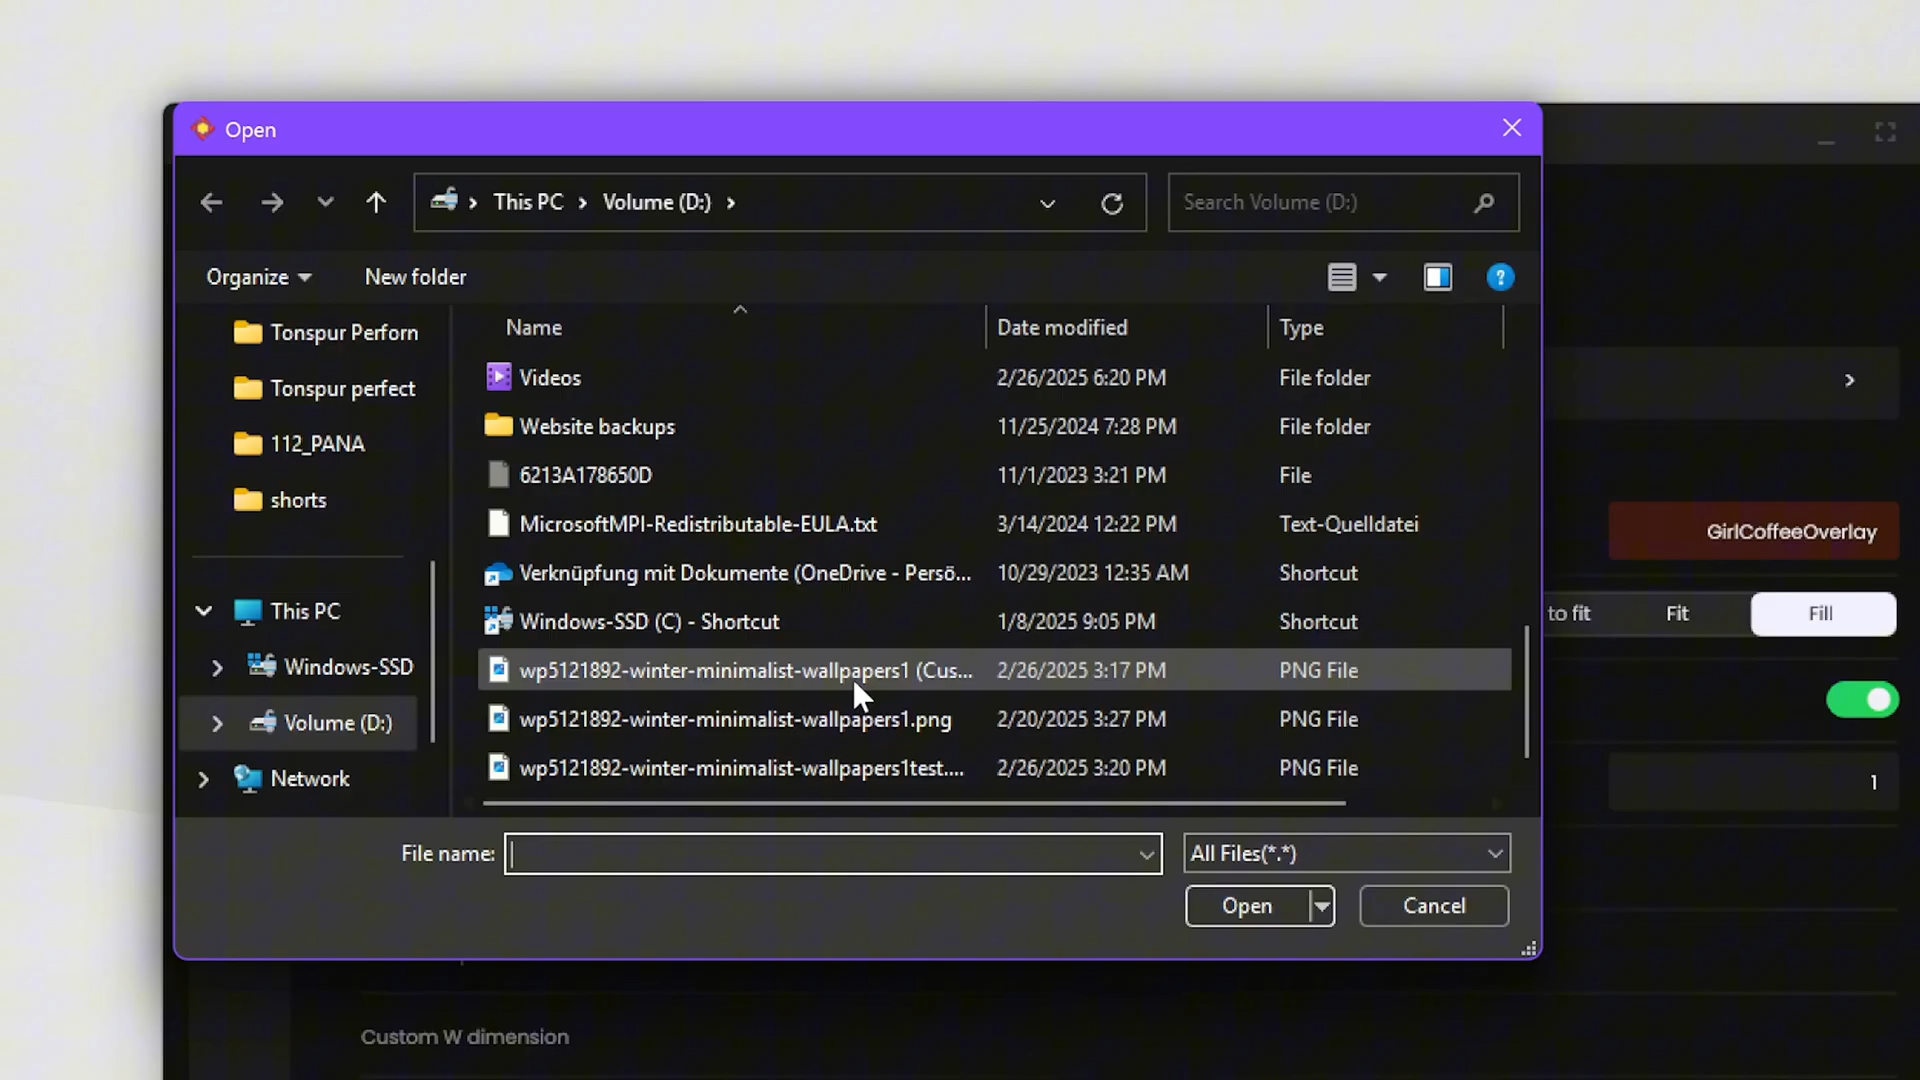 Open
This PC
Volume (D:)
Search Volume (D:)
Organize
New folder
Tonspur Perforn
Tonspur perfect
112_PANA
shorts
This PC
Windows-SSD
Volume (D:)
Network
Name Date modified Type
Videos 2/26/2025 6:20 PM File folder
Website backups 11/25/2024 7:28 PM File folder
6213A178650D 11/1/2023 3:21 PM File
MicrosoftMPI-Redistributable-EULA.txt 3/14/2024 12:22 PM Text-Quelldatei
Verknüpfung mit Dokumente (OneDrive - Persö... 10/29/2023 12:35 AM Shortcut
Windows-SSD (C) - Shortcut 1/8/2025 9:05 PM Shortcut
wp5121892-winter-minimalist-wallpapers1 (Cus... 2/26/2025 3:17 PM PNG File
wp5121892-winter-minimalist-wallpapers1.png 2/20/2025 3:27 PM PNG File
wp5121892-winter-minimalist-wallpapers1test.... 2/26/2025 3:20 PM PNG File
File name:
All Files(*.*)
Open
Cancel
GirlCoffeeOverlay
to fit Fit Fill
1
Custom W dimension